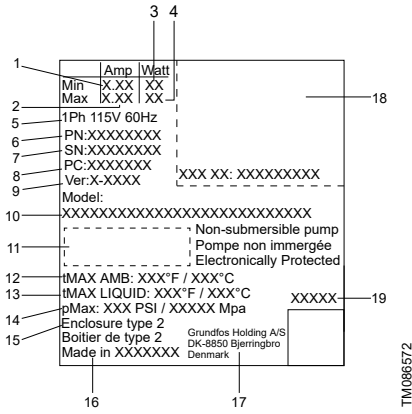 3
1
4
Amp Watt
Min X.XX XX
Max X.XX XX
2
18
5
1Ph 115V 60Hz
6
PN:XXXXXXXX
7
SN:XXXXXXXX
8
PC:XXXXXXX
XXX XX: XXXXXXXXX
9
Ver:X-XXXX
Model:
10
XXXXXXXXXXXXXXXXXXXXXXXXXX
Non-submersible pump
11
Pompe non immergée
Electronically Protected
12
tMAX AMB: XXX°F / XXX°C
13
tMAX LIQUID: XXX°F / XXX°C
XXXXX
19
14
pMax: XXX PSI / XXXXX Mpa
15
Enclosure type 2
Boitier de type 2
Made in XXXXXXX
Grundfos Holding A/S
DK-8850 Bjerringbro
Denmark
16
17
TM086572